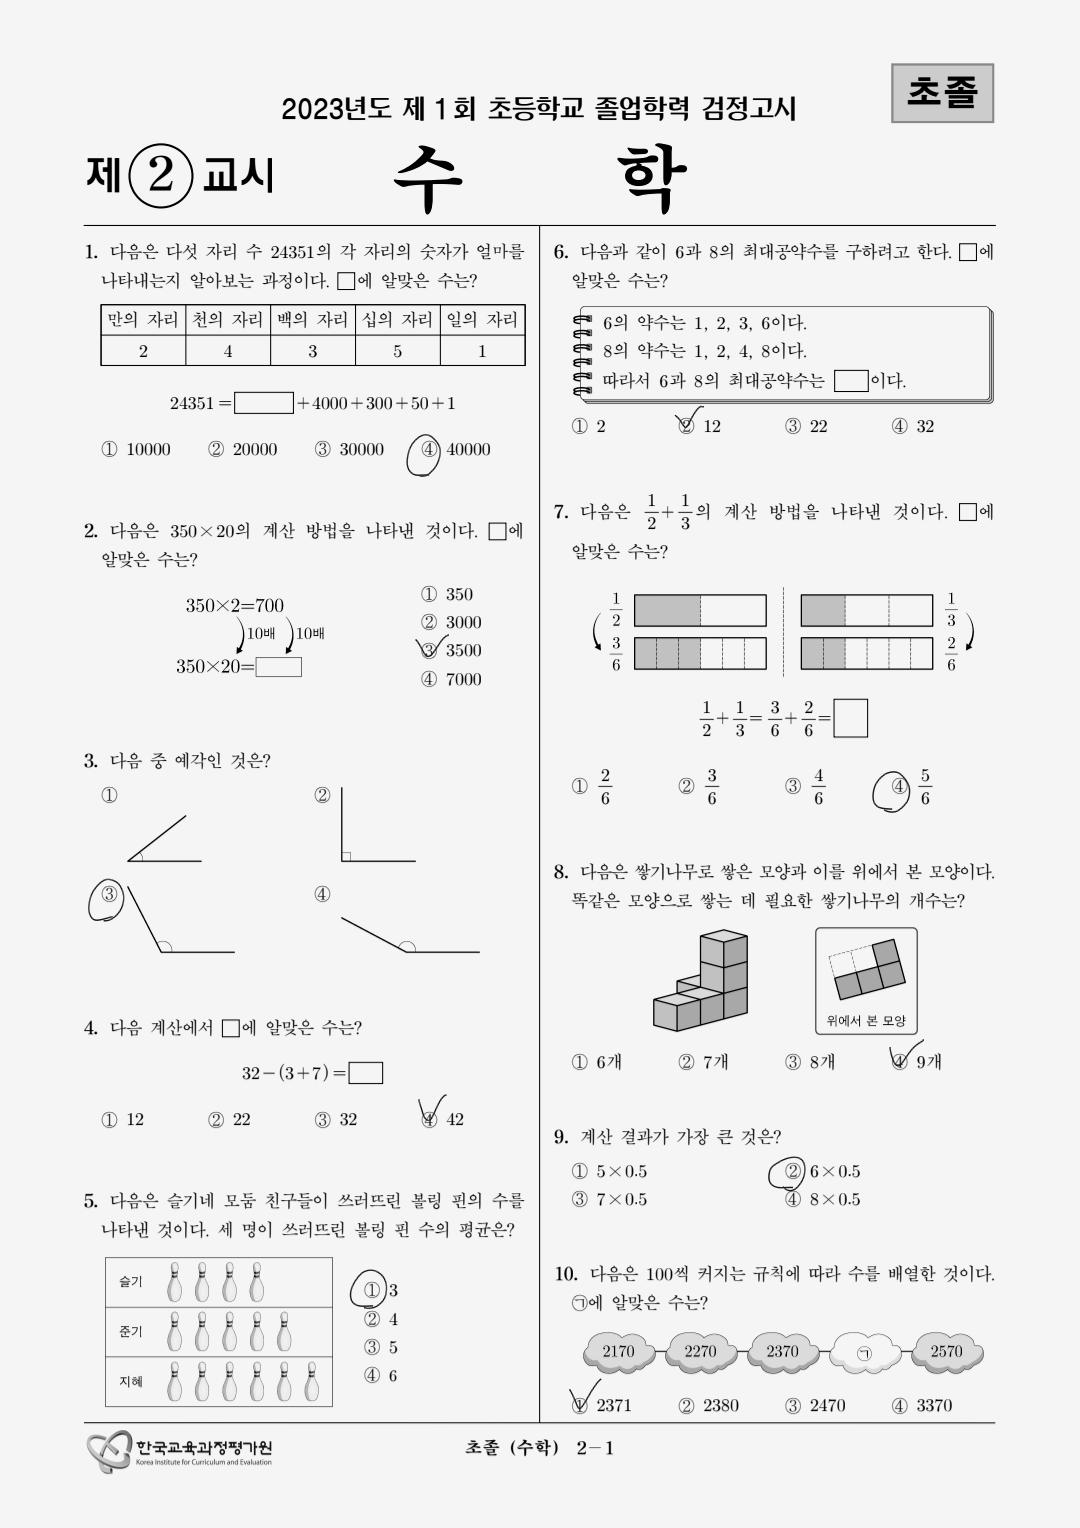 초졸
2023년도 제 1 회 초등학교 졸업학력 검정고시
제 ② 교시 수 학
1. 다음은 다섯 자리 수 24351의 각 자리의 숫자가 얼마를
나타내는지 알아보는 과정이다. □에 알맞은 수는?
만의 자리 천의 자리 백의 자리 십의 자리 일의 자리
2 4 3 5 1
24351 = □ + 4000 + 300 + 50 + 1
① 10000 ② 20000 ③ 30000 ④ 40000
2. 다음은 350×20의 계산 방법을 나타낸 것이다. □에
알맞은 수는?
350×2=700
10배 10배
350×20=□
① 350
② 3000
③ 3500
④ 7000
3. 다음 중 예각인 것은?
① ②
③ ④
4. 다음 계산에서 □에 알맞은 수는?
32 − (3 + 7) = □
① 12 ② 22 ③ 32 ④ 42
5. 다음은 슬기네 모둠 친구들이 쓰러뜨린 볼링 핀의 수를
나타낸 것이다. 세 명이 쓰러뜨린 볼링 핀 수의 평균은?
슬기
준기
지혜
① 3
② 4
③ 5
④ 6
6. 다음과 같이 6과 8의 최대공약수를 구하려고 한다. □에
알맞은 수는?
6의 약수는 1, 2, 3, 6이다.
8의 약수는 1, 2, 4, 8이다.
따라서 6과 8의 최대공약수는 □이다.
① 2 ② 12 ③ 22 ④ 32
7. 다음은 1/2 + 1/3의 계산 방법을 나타낸 것이다. □에
알맞은 수는?
1/2 1/3
3/6 2/6
1/2 + 1/3 = 3/6 + 2/6 = □
① 2/6 ② 3/6 ③ 4/6 ④ 5/6
8. 다음은 쌓기나무로 쌓은 모양과 이를 위에서 본 모양이다.
똑같은 모양으로 쌓는 데 필요한 쌓기나무의 개수는?
위에서 본 모양
① 6개 ② 7개 ③ 8개 ④ 9개
9. 계산 결과가 가장 큰 것은?
① 5×0.5 ② 6×0.5
③ 7×0.5 ④ 8×0.5
10. 다음은 100씩 커지는 규칙에 따라 수를 배열한 것이다.
㉠에 알맞은 수는?
2170 2270 2370 ㉠ 2570
① 2371 ② 2380 ③ 2470 ④ 3370
한국교육과정평가원
Korea Institute for Curriculum and Evaluation
초졸 (수학) 2−1